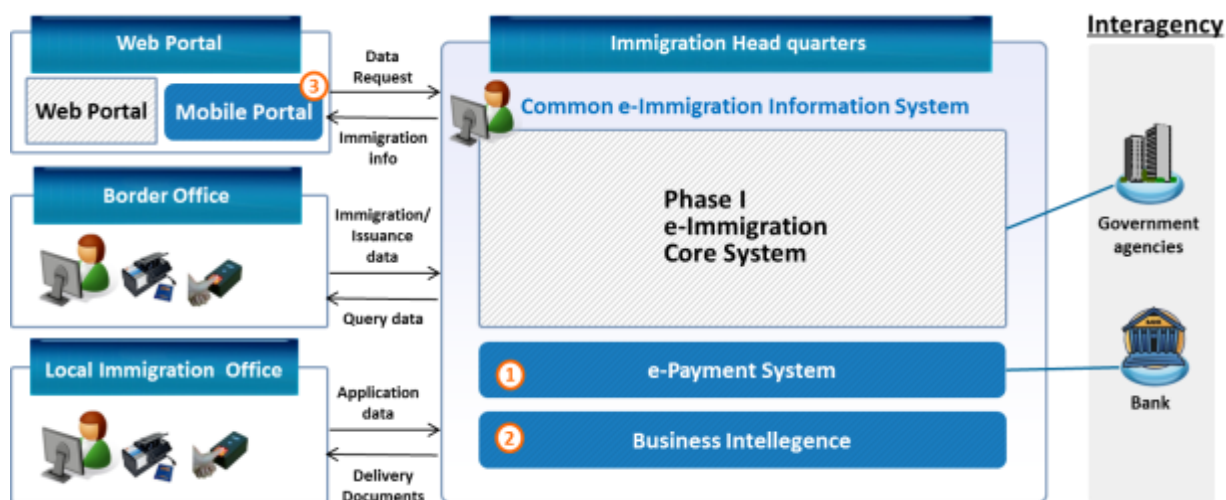 Web Portal
Web Portal
Mobile Portal
3
Data
Request
Immigration
info
Border Office
Immigration/
Issuance
data
Query data
Local Immigration Office
Application
data
Delivery
Documents
Immigration Head quarters
Common e-Immigration Information System
Phase I
e-Immigration
Core System
1
e-Payment System
2
Business Intellegence
Interagency
Government
agencies
BANK
Bank